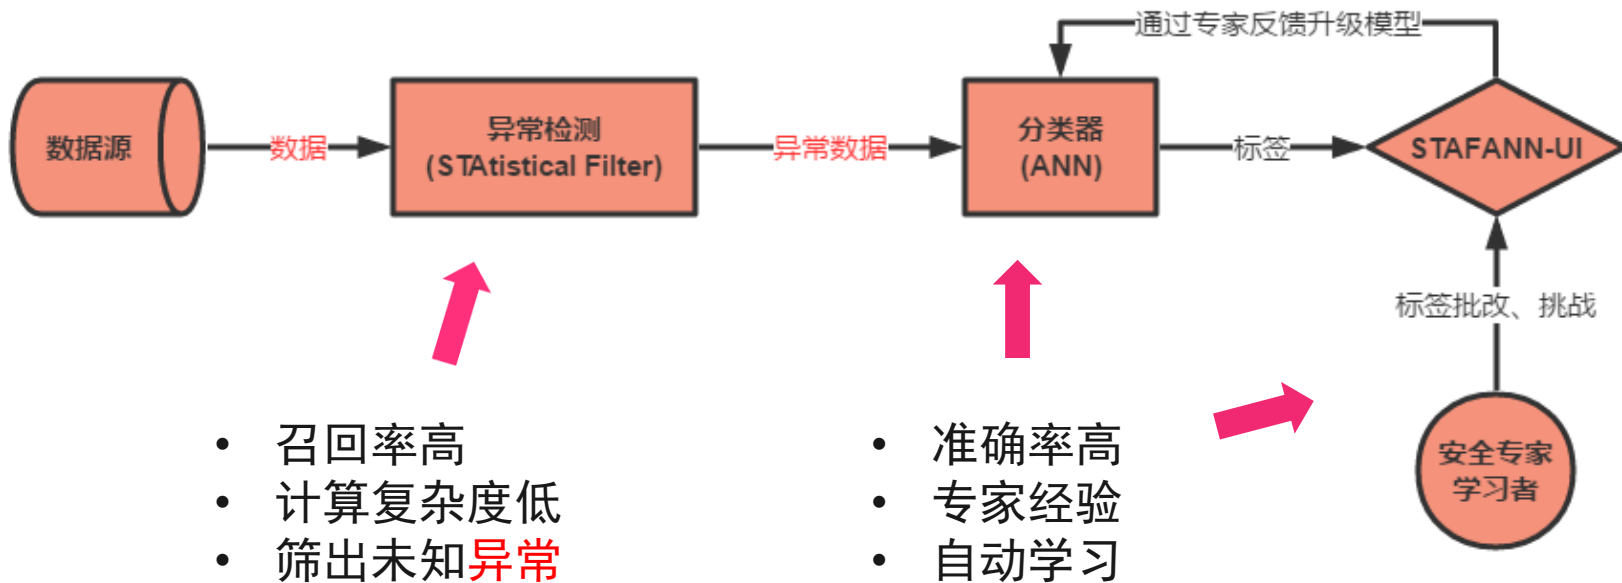 通过专家反馈升级模型
数据源
数据
异常检测
(STAtistical Filter)
异常数据
分类器
(ANN)
标签
STAFANN-UI
标签批改、挑战
安全专家
学习者
• 召回率高
• 计算复杂度低
• 筛出未知异常
• 准确率高
• 专家经验
• 自动学习